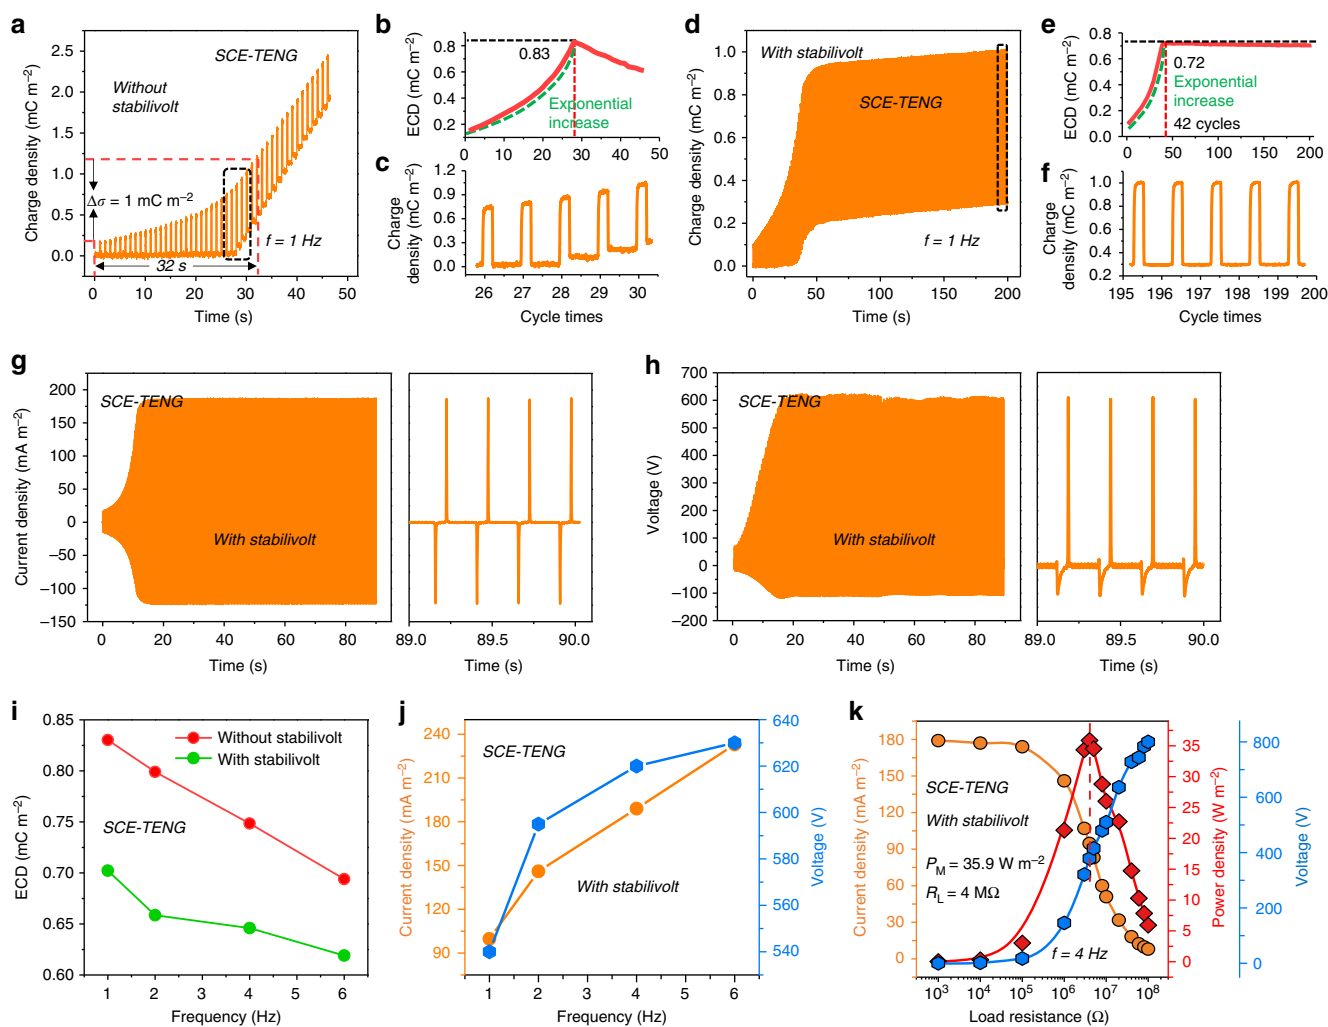 a
SCE-TENG
Without
stabilivolt
Δσ = 1 mC m⁻²
32 s
f = 1 Hz
Charge density (mC m⁻²)
2.5
2.0
1.5
1.0
0.5
0.0
0 10 20 30 40 50
Time (s)
b
ECD (mC m⁻²)
0.8
0.6
0.4
0.2
0.83
Exponential
increase
0 10 20 30 40 50
c
Charge
density (mC m⁻²)
1.2
0.9
0.6
0.3
0.0
26 27 28 29 30
Cycle times
d
With stabilivolt
SCE-TENG
f = 1 Hz
Charge density (mC m⁻²)
1.0
0.8
0.6
0.4
0.2
0.0
0 50 100 150 200
Time (s)
e
ECD (mC m⁻²)
0.8
0.6
0.4
0.2
0.0
0.72
Exponential
increase
42 cycles
0 50 100 150 200
f
Charge
density (mC m⁻²)
1.0
0.8
0.6
0.4
0.2
195 196 197 198 199 200
Cycle times
g
SCE-TENG
With stabilivolt
Current density (mA m⁻²)
200
150
100
50
0
−50
−100
−150
0 20 40 60 80
Time (s)
89.0 89.5 90.0
Time (s)
h
SCE-TENG
With stabilivolt
Voltage (V)
700
600
500
400
300
200
100
0
−100
−200
0 20 40 60 80 100
Time (s)
89.0 89.5 90.0
Time (s)
i
Without stabilivolt
With stabilivolt
SCE-TENG
ECD (mC m⁻²)
0.85
0.80
0.75
0.70
0.65
0.60
1 2 3 4 5 6
Frequency (Hz)
j
SCE-TENG
With stabilivolt
Current density (mA m⁻²)
240
210
180
150
120
90
Voltage (V)
640
620
600
580
560
540
1 2 3 4 5 6
Frequency (Hz)
k
SCE-TENG
With stabilivolt
P_M = 35.9 W m⁻²
R_L = 4 MΩ
f = 4 Hz
Current density (mA m⁻²)
180
150
120
90
60
30
0
Power density (W m⁻²)
35
30
25
20
15
10
5
0
Voltage (V)
800
600
400
200
0
10³ 10⁴ 10⁵ 10⁶ 10⁷ 10⁸
Load resistance (Ω)